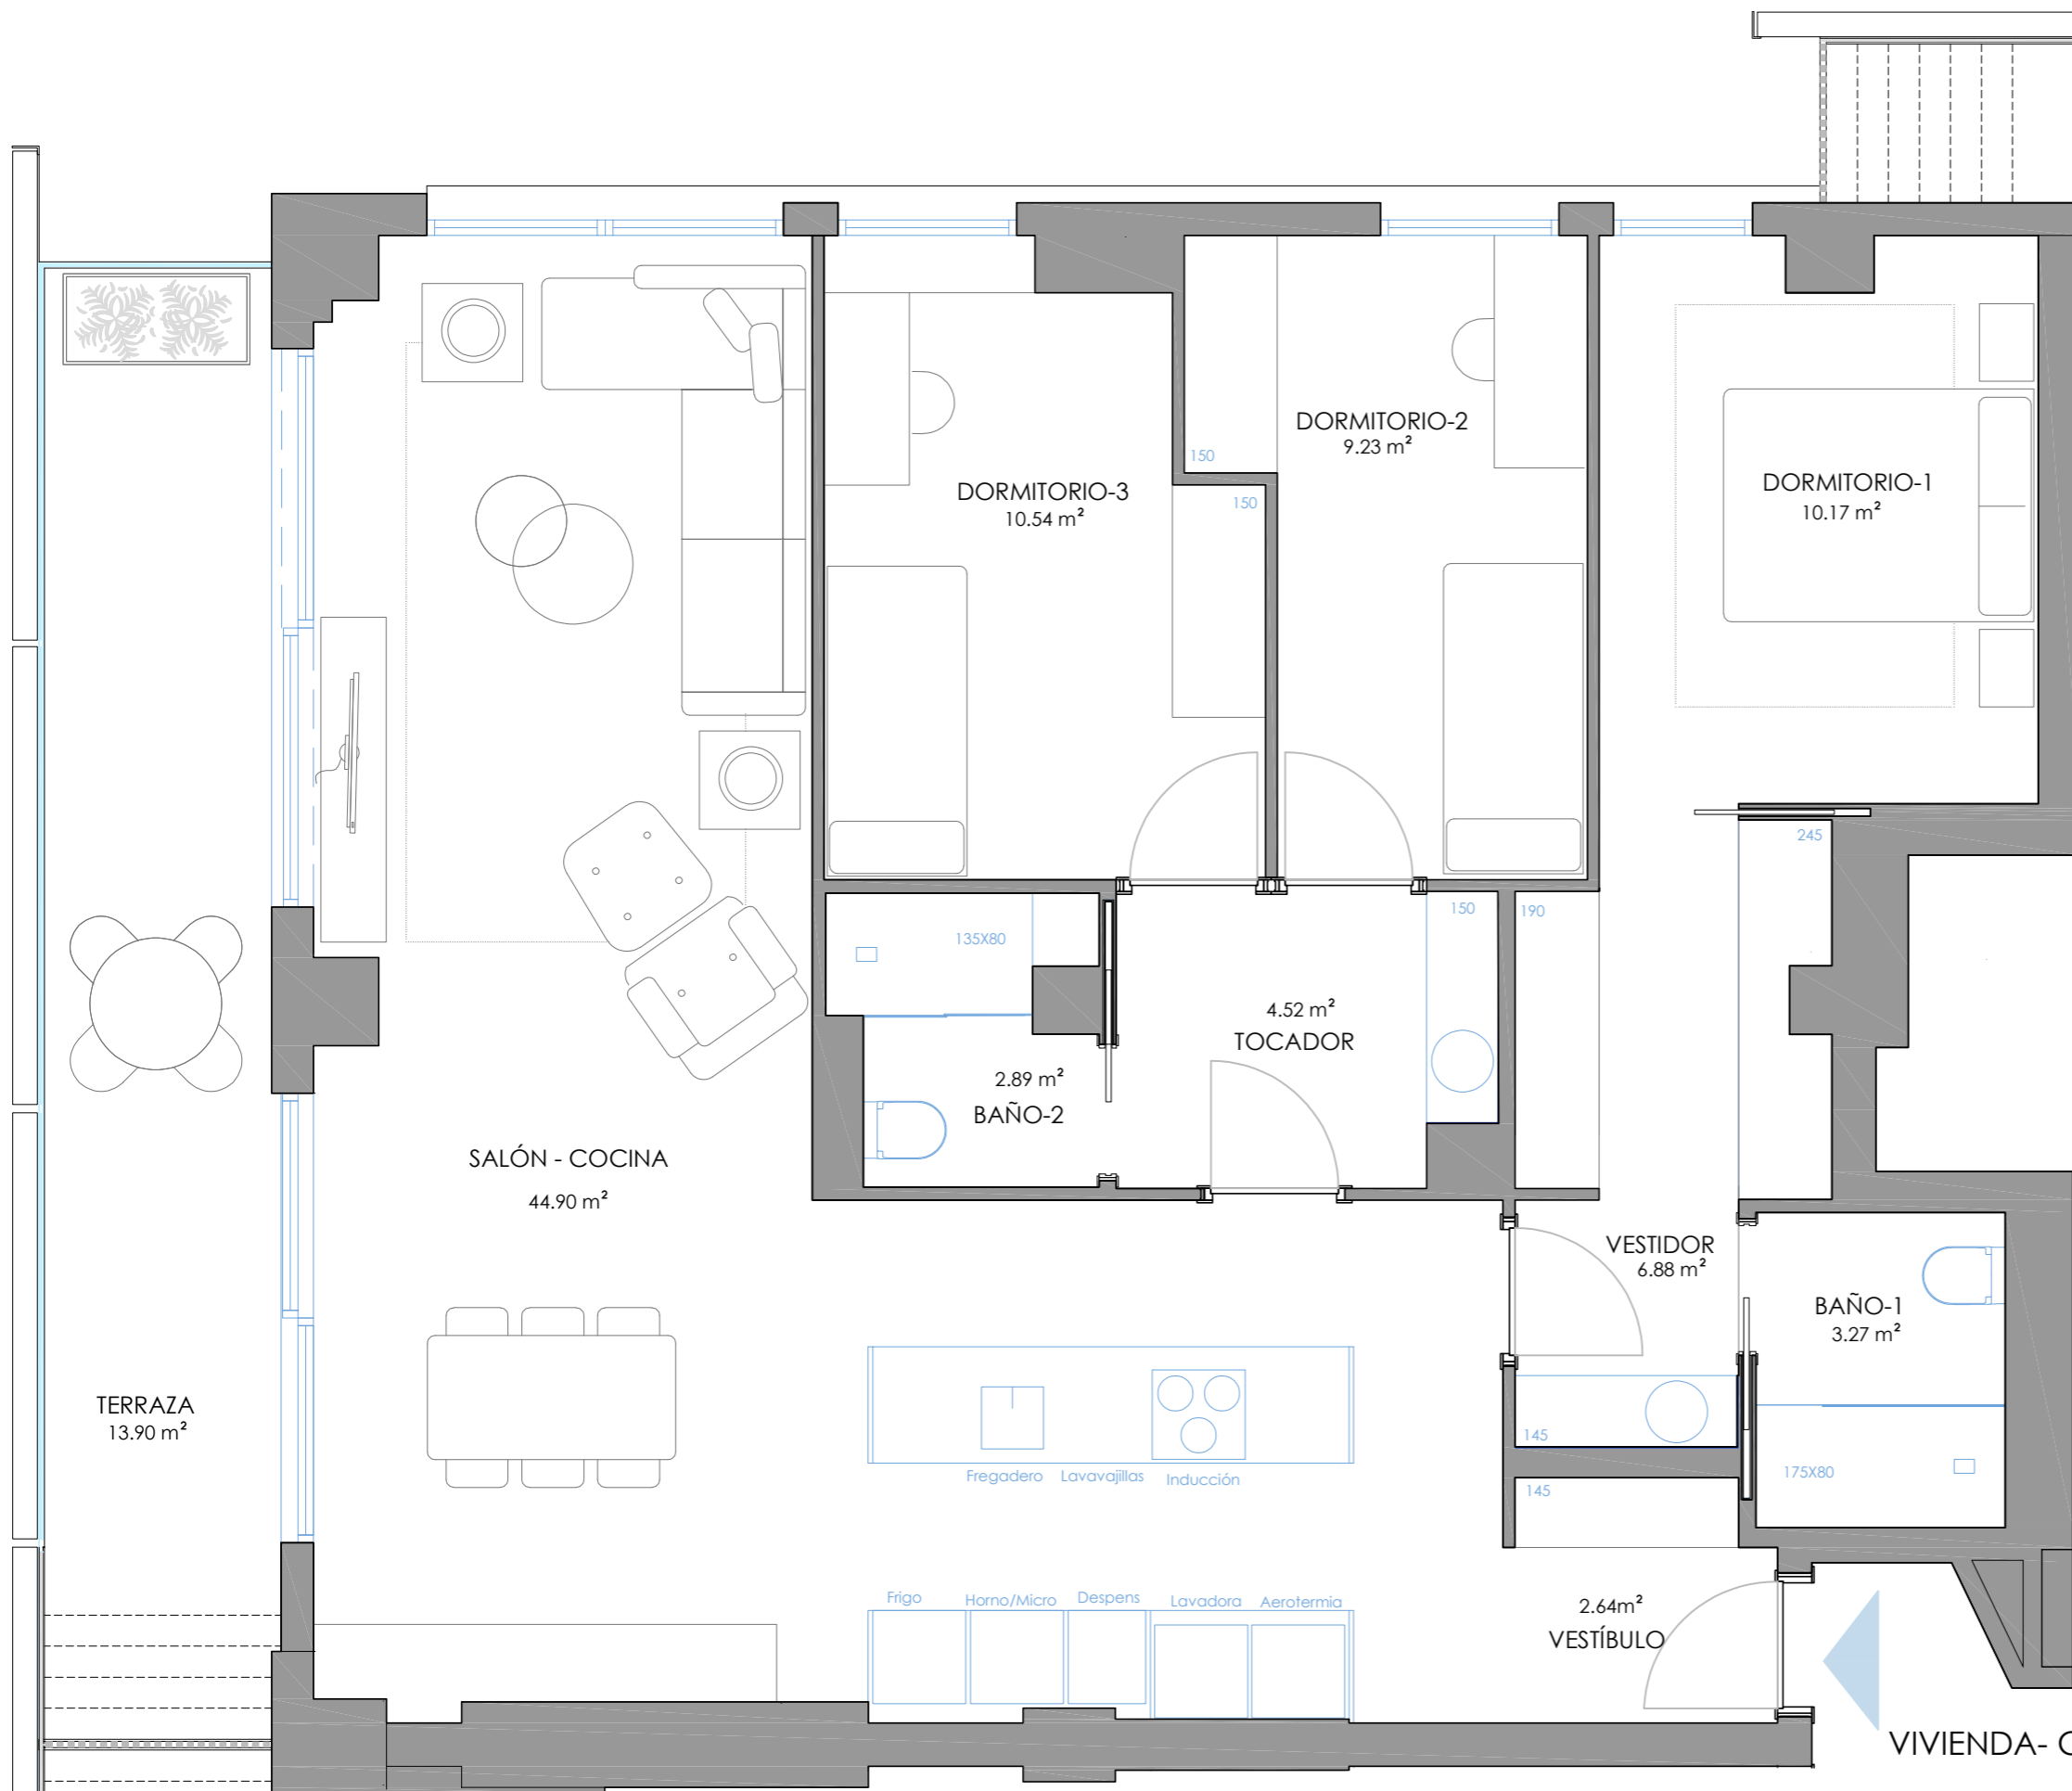 DORMITORIO-2
9.23 m²
150
DORMITORIO-3
10.54 m²
150
DORMITORIO-1
10.17 m²
245
150
190
135X80
4.52 m²
TOCADOR
2.89 m²
BAÑO-2
SALÓN - COCINA
44.90 m²
VESTIDOR
6.88 m²
BAÑO-1
3.27 m²
TERRAZA
13.90 m²
145
Fregadero Lavavajillas Inducción
175X80
145
Frigo Horno/Micro Despens Lavadora Aerotermia
2.64m²
VESTÍBULO
VIVIENDA-